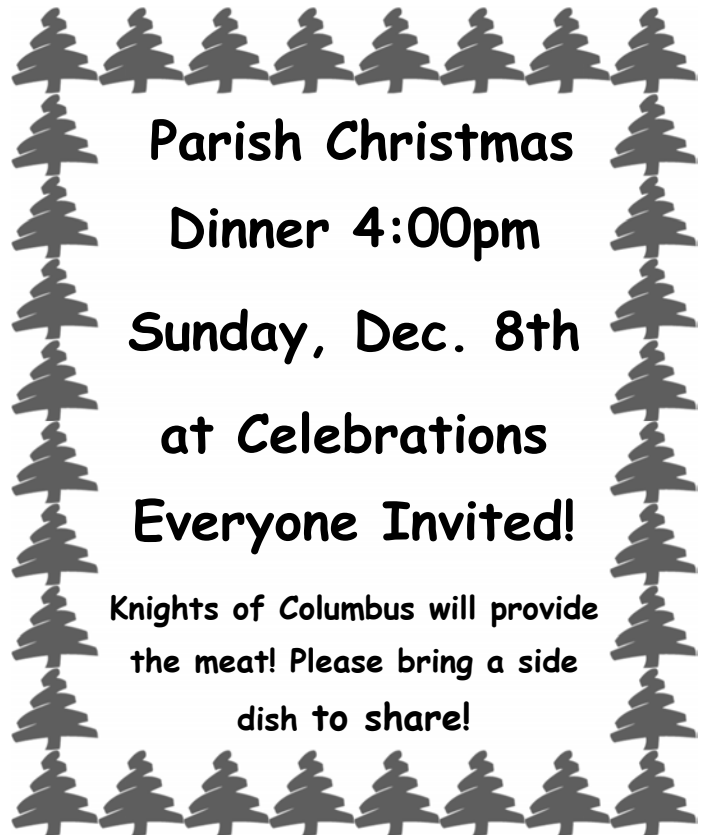 Parish Christmas
Dinner 4:00pm
Sunday, Dec. 8th
at Celebrations
Everyone Invited!
Knights of Columbus will provide
the meat! Please bring a side
dish to share!